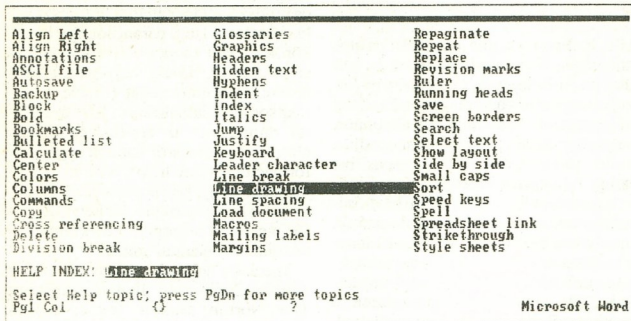 Align Left
Align Right
Annotations
ASCII file
Autosave
Backup
Block
Bold
Bookmarks
Bulleted list
Calculate
Center
Colors
Columns
Commands
Copy
Cross referencing
Delete
Division break
Glossaries
Graphics
Headers
Hidden text
Hyphens
Indent
Index
Italics
Jump
Justify
Keyboard
Leader character
Line break
Line drawing
Line spacing
Load document
Macros
Mailing labels
Margins
Repaginate
Repeat
Replace
Revision marks
Ruler
Running heads
Save
Screen borders
Search
Select text
Show layout
Side by side
Small caps
Sort
Speed keys
Spell
Spreadsheet link
Strikethrough
Style sheets
HELP INDEX: Line drawing
Select Help topic; press PgDn for more topics
Pg1 Co1 {} ? Microsoft Word